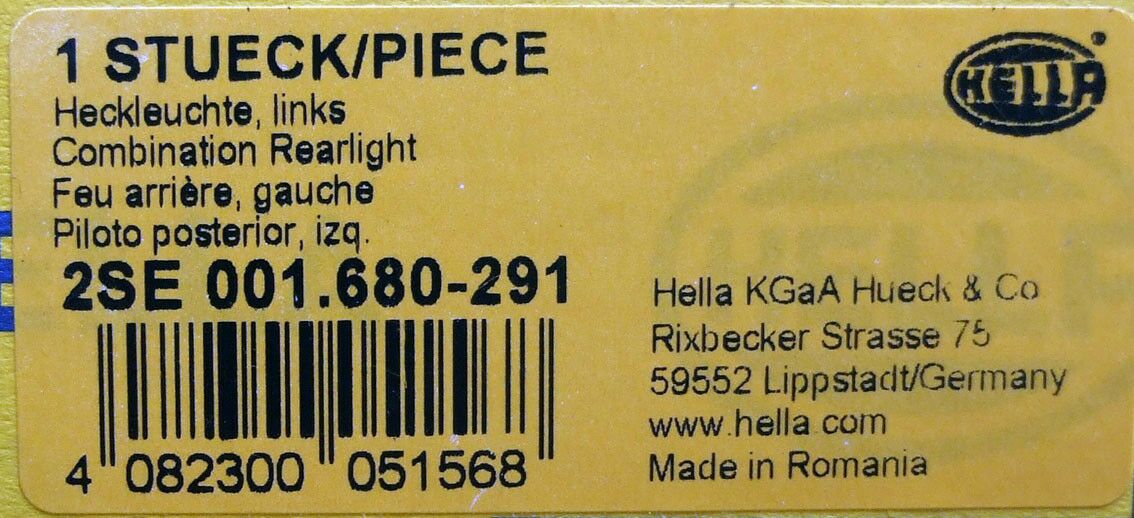 1 STUECK/PIECE
HELLA
Heckleuchte, links
Combination Rearlight
Feu arrière, gauche
Piloto posterior, izq.
2SE 001.680-291
4 082300 051568
Hella KGaA Hueck & Co
Rixbecker Strasse 75
59552 Lippstadt/Germany
www.hella.com
Made in Romania